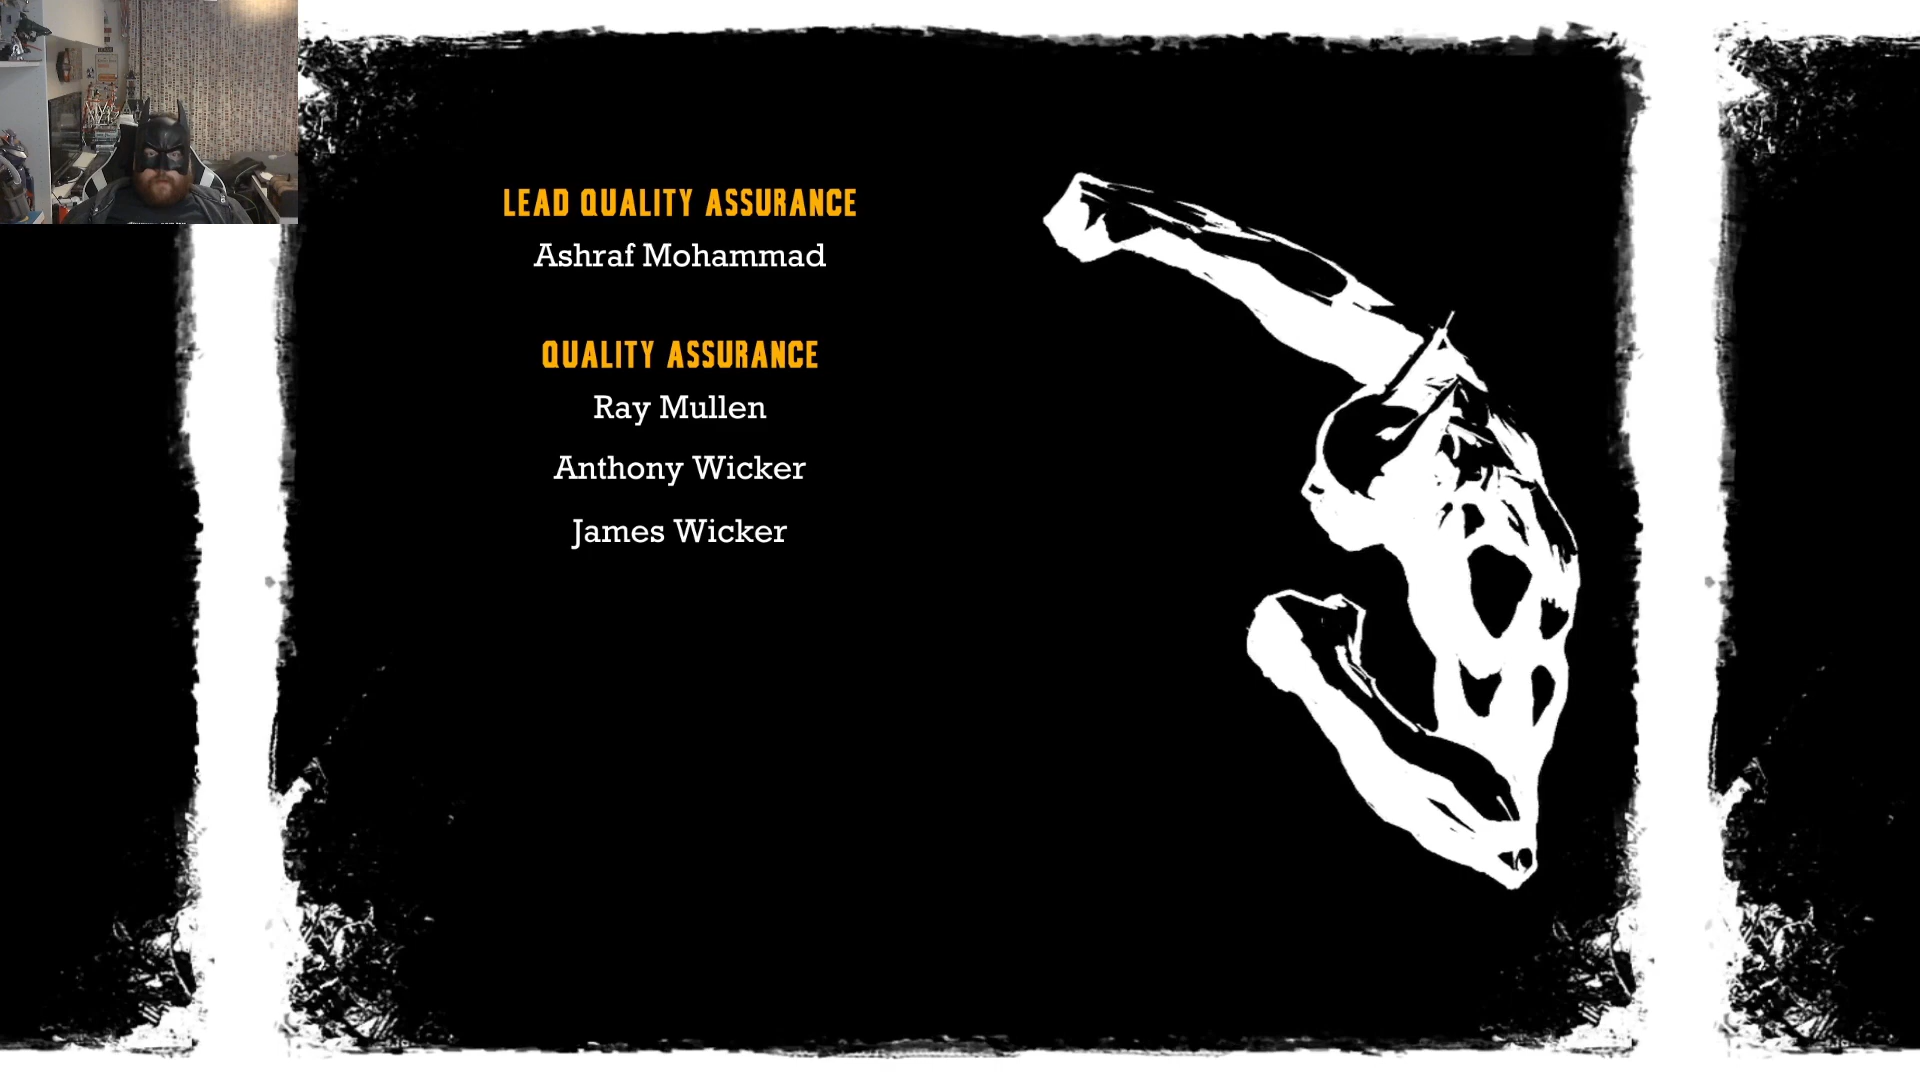 LEAD QUALITY ASSURANCE
Ashraf Mohammad
QUALITY ASSURANCE
Ray Mullen
Anthony Wicker
James Wicker